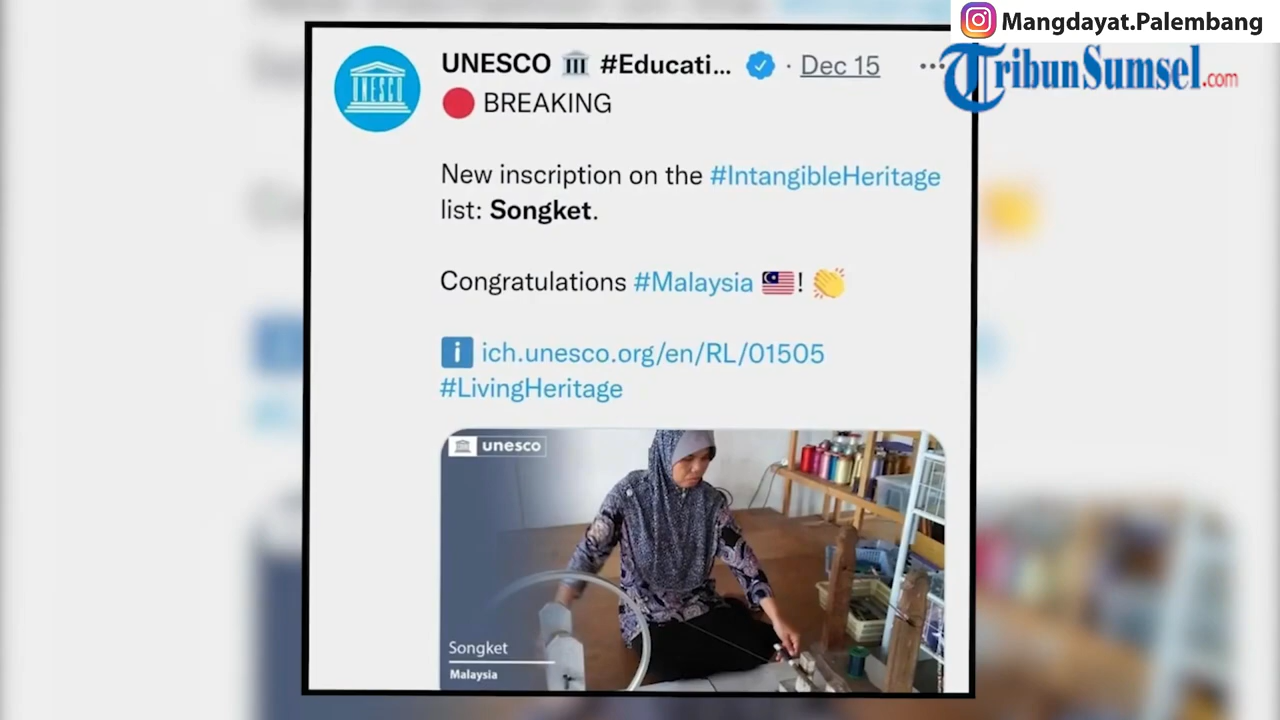 Mangdayat.Palembang
TribunSumsel.com
UNESCO 🏛️ #Educati... · Dec 15 ...
🔴 BREAKING
New inscription on the #IntangibleHeritage
list: Songket.
Congratulations #Malaysia 🇲🇾! 👏
ℹ️ ich.unesco.org/en/RL/01505
#LivingHeritage
unesco
Songket
Malaysia
UNESCO